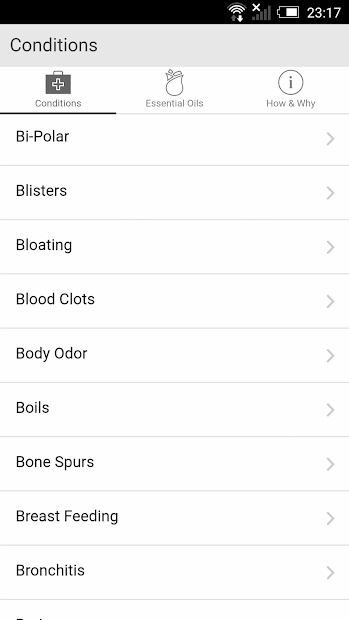 23:17
Conditions
Conditions
Essential Oils
How & Why
Bi-Polar
Blisters
Bloating
Blood Clots
Body Odor
Boils
Bone Spurs
Breast Feeding
Bronchitis